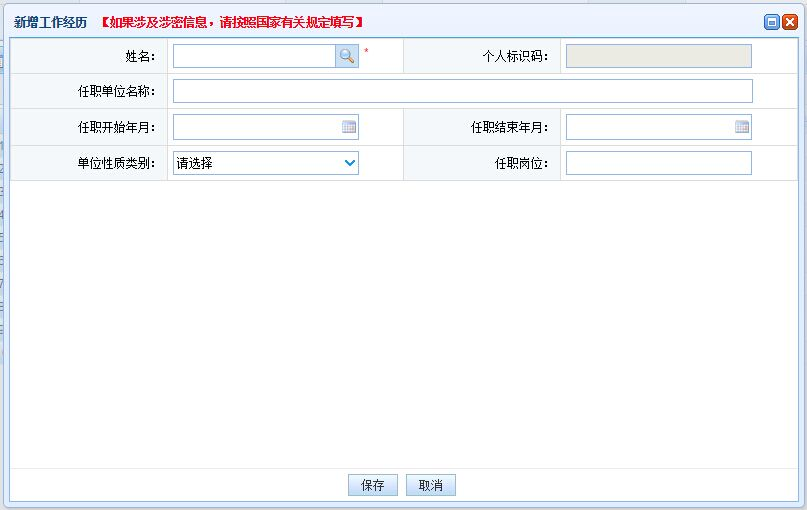 新增工作经历 【如果涉及涉密信息，请按照国家有关规定填写】
姓名： * 个人标识码：
任职单位名称：
任职开始年月： 任职结束年月：
单位性质类别： 请选择 任职岗位：
保存 取消